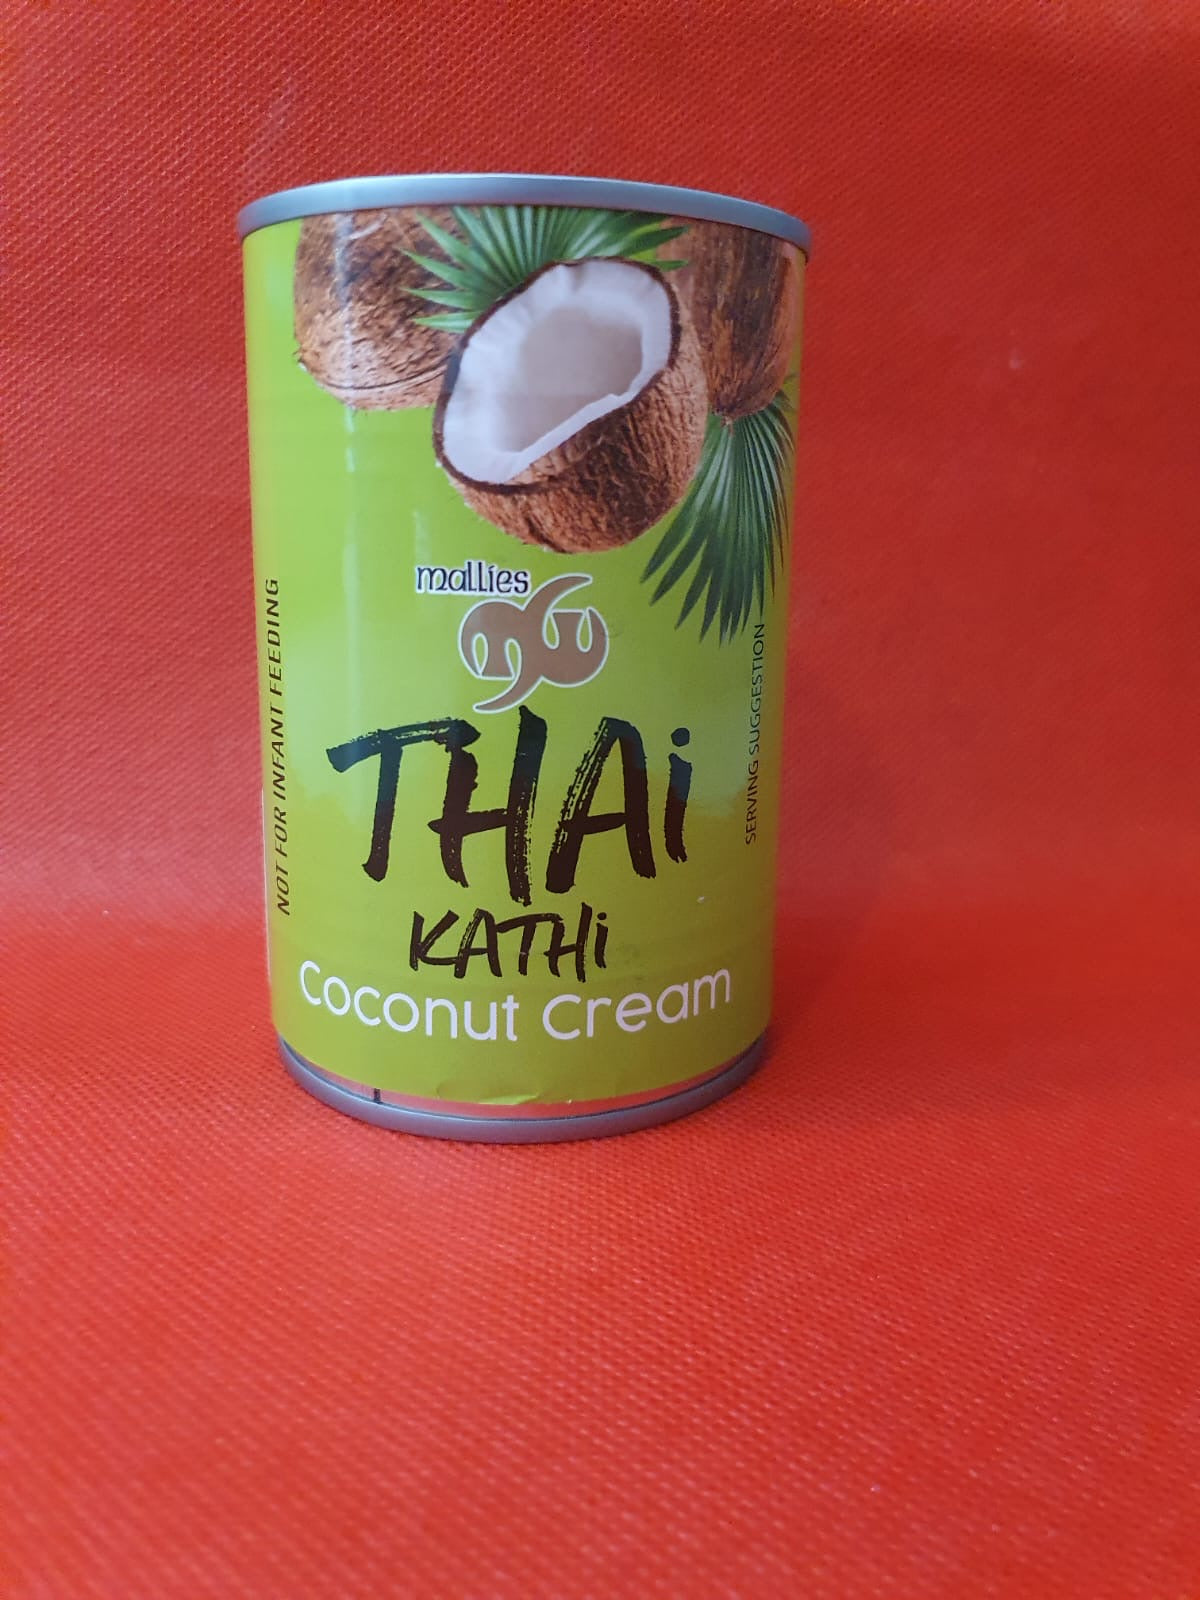 mallies
THAi
KATHi
Coconut Cream
NOT FOR INFANT FEEDING
SERVING SUGGESTION